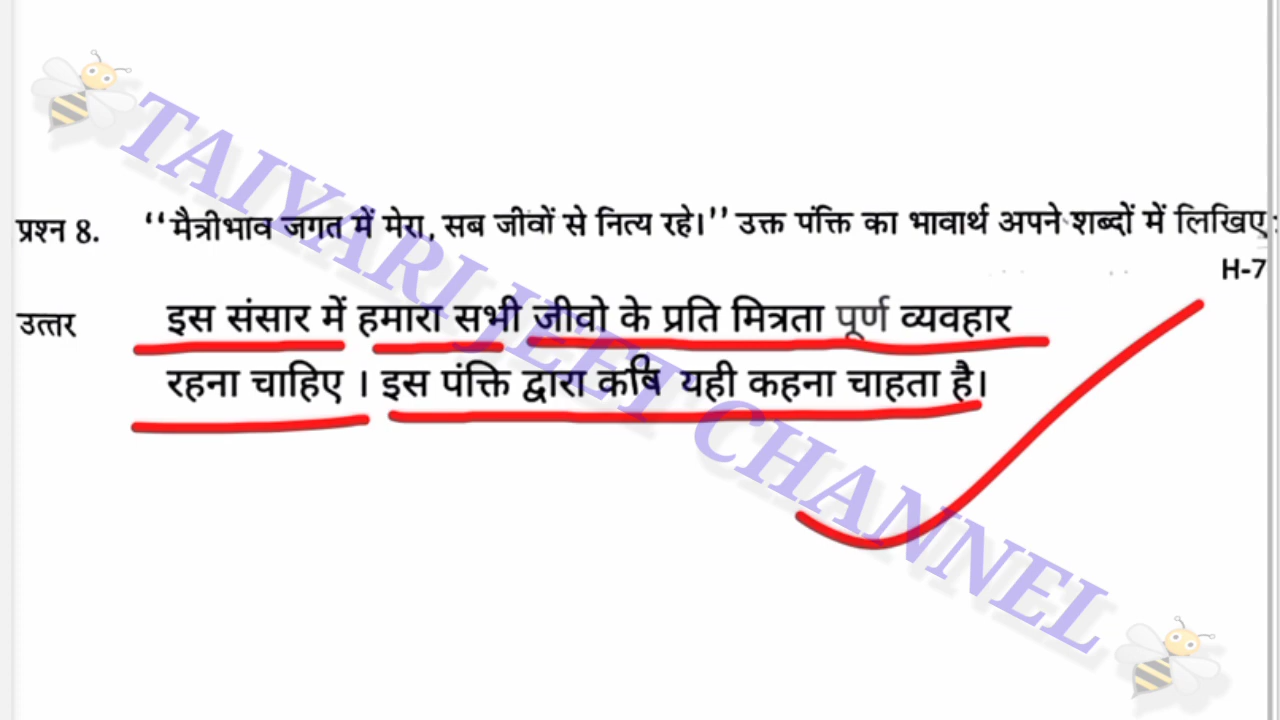 प्रश्न 8. ‘‘मैत्रीभाव जगत में मेरा, सब जीवों से नित्य रहे।’’ उक्त पंक्ति का भावार्थ अपने शब्दों में लिखिए
H-7
उत्तर इस संसार में हमारा सभी जीवो के प्रति मित्रता पूर्ण व्यवहार
रहना चाहिए । इस पंक्ति द्वारा कवि यही कहना चाहता है।
TAIYARI JEET CHANNEL